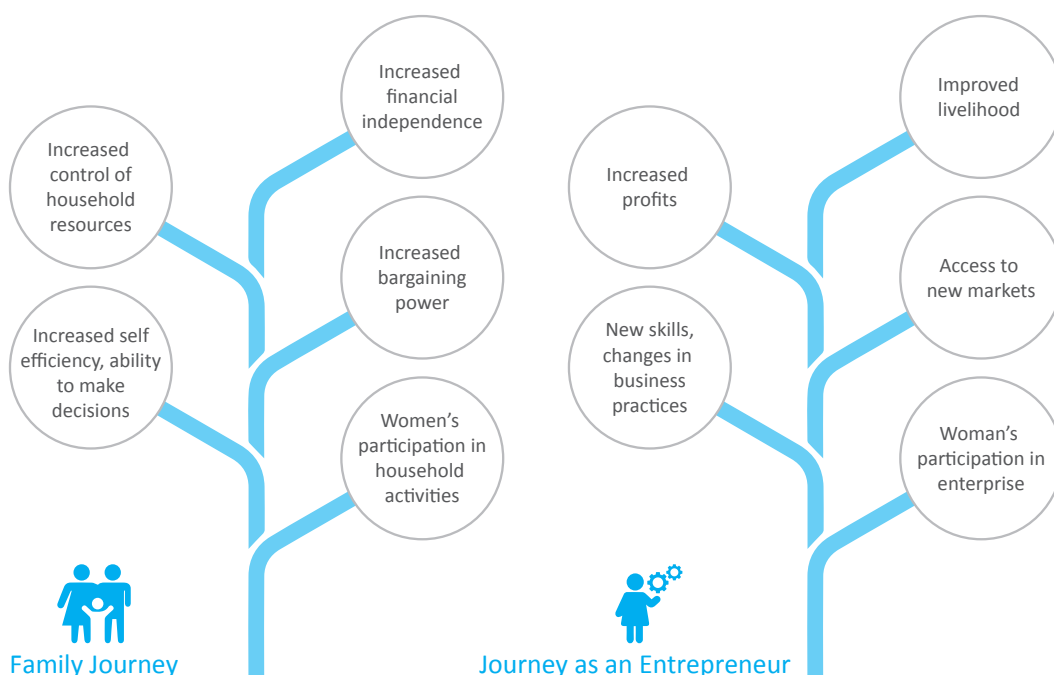 Increased
financial
independence
Increased
control of
household
resources
Increased
bargaining
power
Increased self
efficiency, ability
to make
decisions
Women's
participation in
household
activities
Family Journey
Improved
livelihood
Increased
profits
Access to
new markets
New skills,
changes in
business
practices
Woman's
participation in
enterprise
Journey as an Entrepreneur